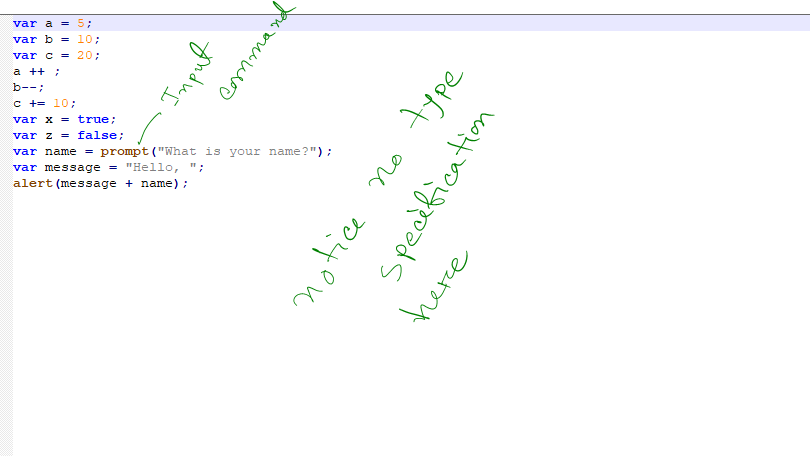 var a = 5;
var b = 10;
var c = 20;
a ++ ;
b--;
c += 10;
var x = true;
var z = false;
var name = prompt("What is your name?");
var message = "Hello, ";
alert(message + name);
Input
command
notice no type
specification
here